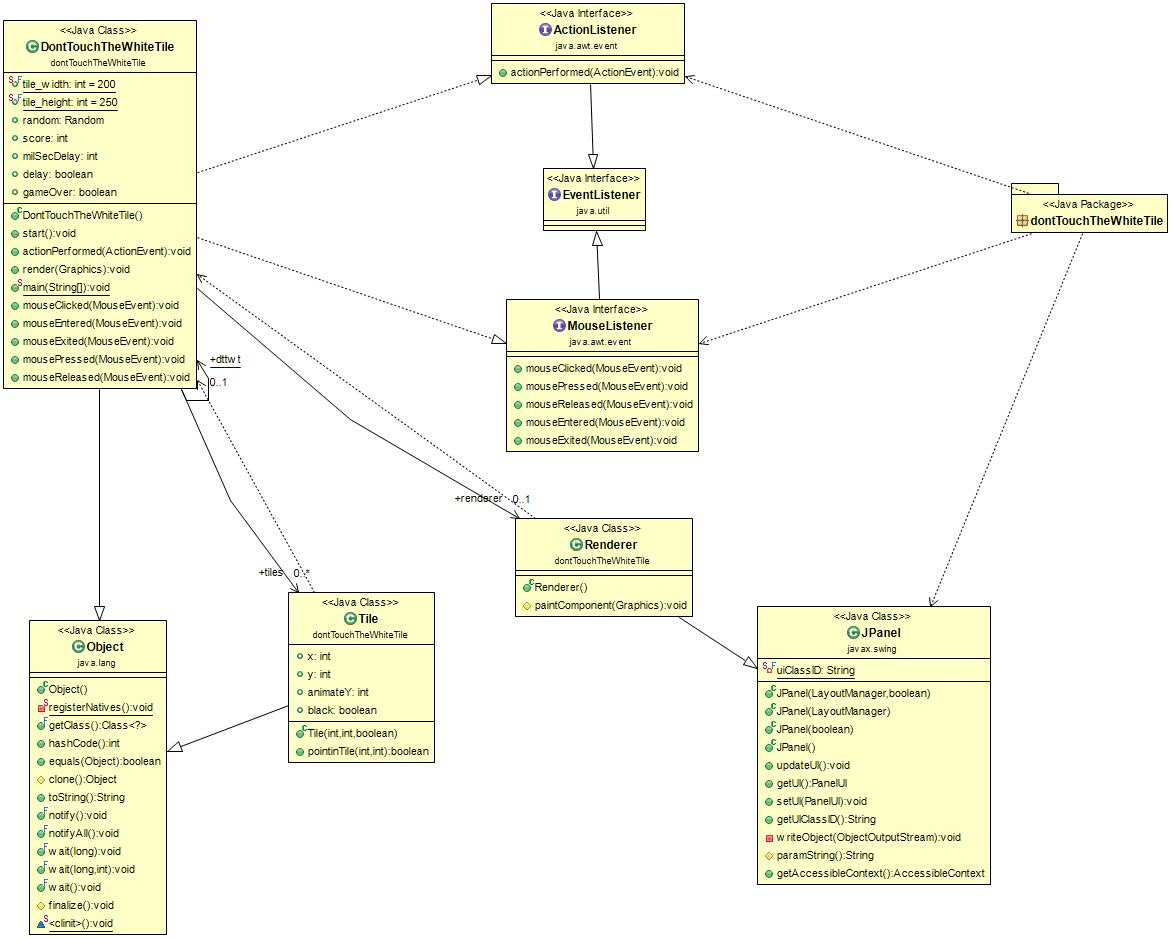 <<Java Class>>
DontTouchTheWhiteTile
dontTouchTheWhiteTile
tile_width: int = 200
tile_height: int = 250
random: Random
score: int
milSecDelay: int
delay: boolean
gameOver: boolean
DontTouchTheWhiteTile()
start():void
actionPerformed(ActionEvent):void
render(Graphics):void
main(String[]):void
mouseClicked(MouseEvent):void
mouseEntered(MouseEvent):void
mouseExited(MouseEvent):void
mousePressed(MouseEvent):void
mouseReleased(MouseEvent):void
+dttwt
0..1
<<Java Interface>>
ActionListener
java.awt.event
actionPerformed(ActionEvent):void
<<Java Interface>>
EventListener
java.util
<<Java Package>>
dontTouchTheWhiteTile
<<Java Interface>>
MouseListener
java.awt.event
mouseClicked(MouseEvent):void
mousePressed(MouseEvent):void
mouseReleased(MouseEvent):void
mouseEntered(MouseEvent):void
mouseExited(MouseEvent):void
+renderer 0..1
<<Java Class>>
Renderer
dontTouchTheWhiteTile
Renderer()
paintComponent(Graphics):void
+tiles 0..*
<<Java Class>>
Tile
dontTouchTheWhiteTile
x: int
y: int
animateY: int
black: boolean
Tile(int,int,boolean)
pointinTile(int,int):boolean
<<Java Class>>
Object
java.lang
Object()
registerNatives():void
getClass():Class<?>
hashCode():int
equals(Object):boolean
clone():Object
toString():String
notify():void
notifyAll():void
wait(long):void
wait(long,int):void
wait():void
finalize():void
<clinit>():void
<<Java Class>>
JPanel
javax.swing
uiClassID: String
JPanel(LayoutManager,boolean)
JPanel(LayoutManager)
JPanel(boolean)
JPanel()
updateUI():void
getUI():PanelUI
setUI(PanelUI):void
getUIClassID():String
writeObject(ObjectOutputStream):void
paramString():String
getAccessibleContext():AccessibleContext